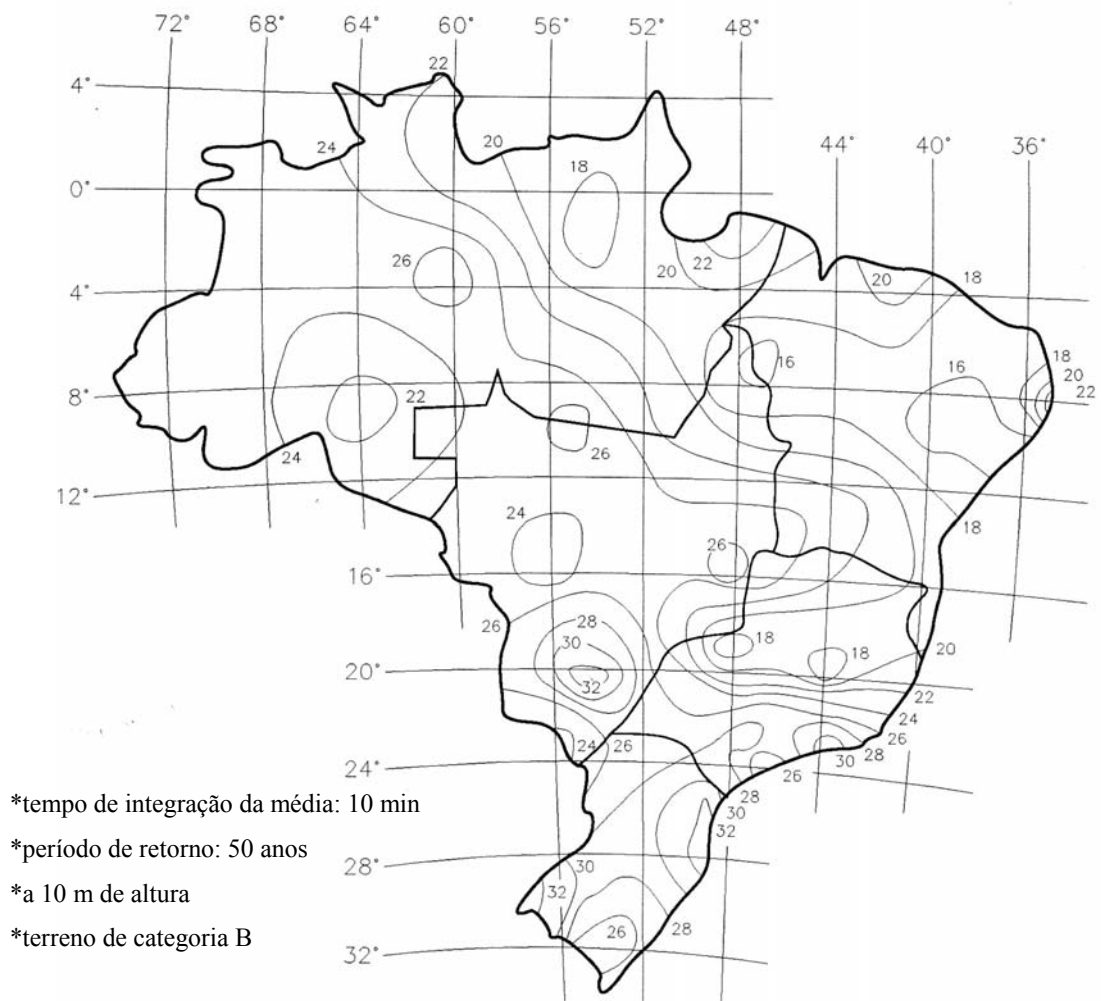 72° 68° 64° 60° 56° 52° 48°
22
4°
24 20 18 44° 40° 36°
0°
26 20 22 20 18
4°
16 16 18
20
22
8° 22
24 26
12°
24 26 18
16°
26 28 18 18 20
30
20° 32
22
24
24 26 26
28
24° 26 30
28
*tempo de integração da média: 10 min 30
32
*período de retorno: 50 anos
28° 30
*a 10 m de altura 32
28
*terreno de categoria B 26
32°